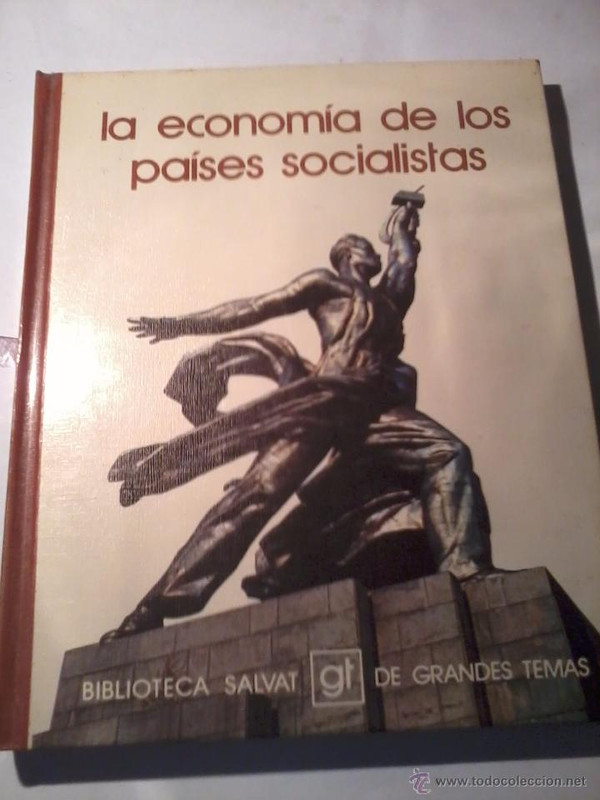 la economía de los
países socialistas
BIBLIOTECA SALVAT gt DE GRANDES TEMAS
www.todocoleccion.net